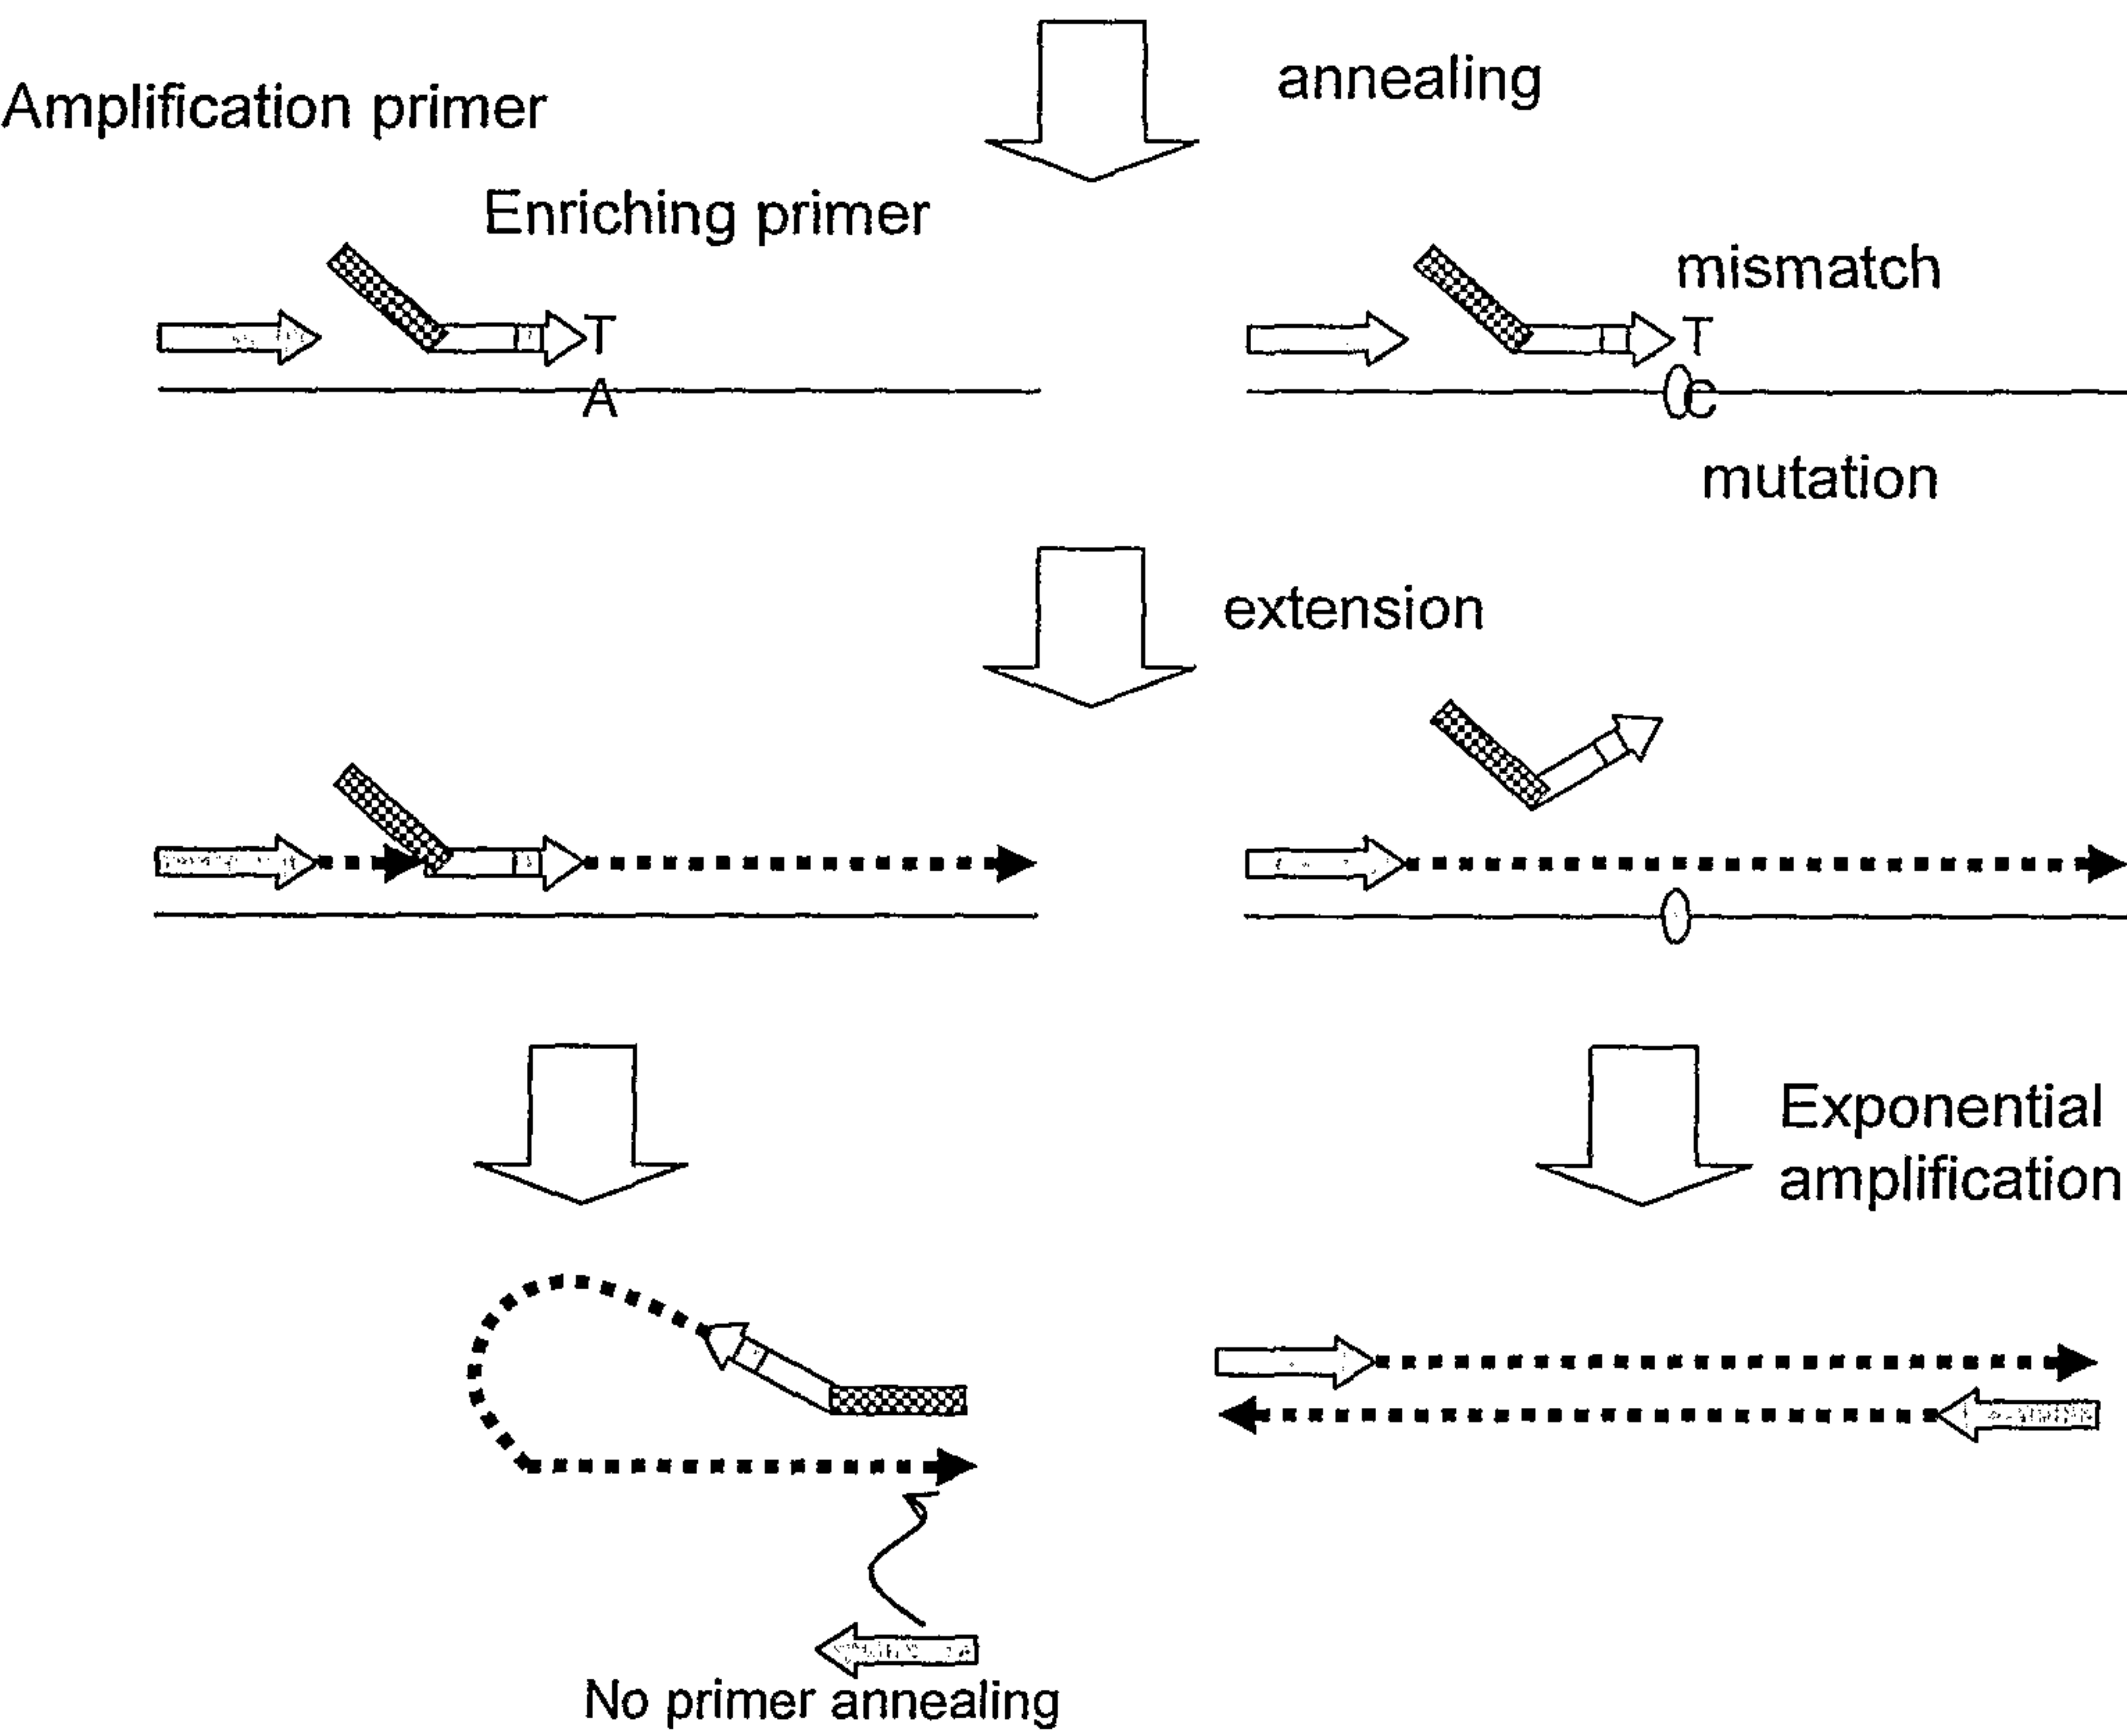 annealing
Amplification primer
Enriching primer
mismatch
T
A
T
C
mutation
extension
Exponential
amplification
No primer annealing